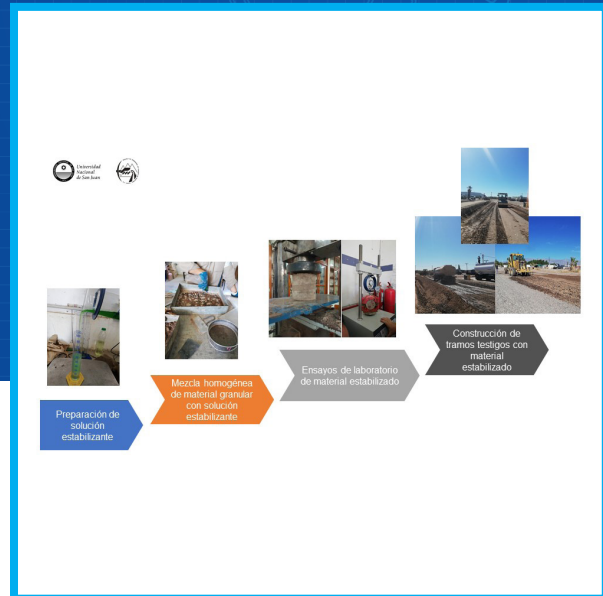 Universidad
Nacional
de San Juan
Preparación de
solución
estabilizante
Mezcla homogénea
de material granular
con solución
estabilizante
Ensayos de laboratorio
de material estabilizado
Construcción de
tramos testigos con
material
estabilizado